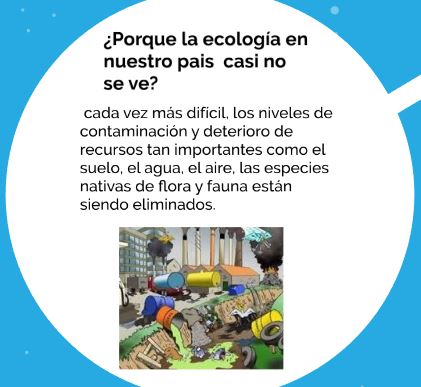 ¿Porque la ecología en
nuestro pais casi no
se ve?
cada vez más difícil, los niveles de
contaminación y deterioro de
recursos tan importantes como el
suelo, el agua, el aire, las especies
nativas de flora y fauna están
siendo eliminados.